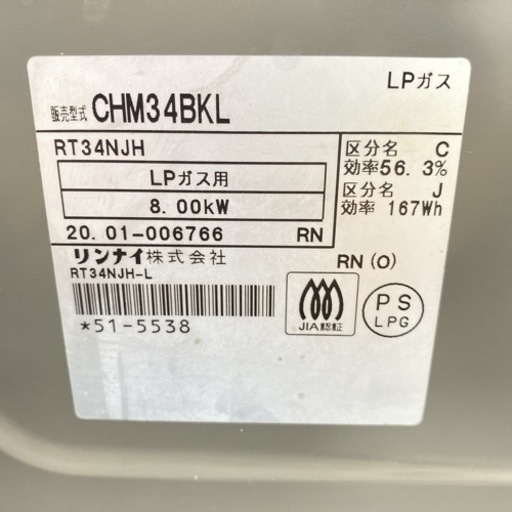 LPガス
販売型式 CHM34BKL
RT34NJH
LPガス用
8.00kW
20.01-006766 RN
区分名 C
効率56.3%
区分名 J
効率 167Wh
リンナイ株式会社
RT34NJH-L
RN(O)
*51-5538
JIA認証
PS
LPG